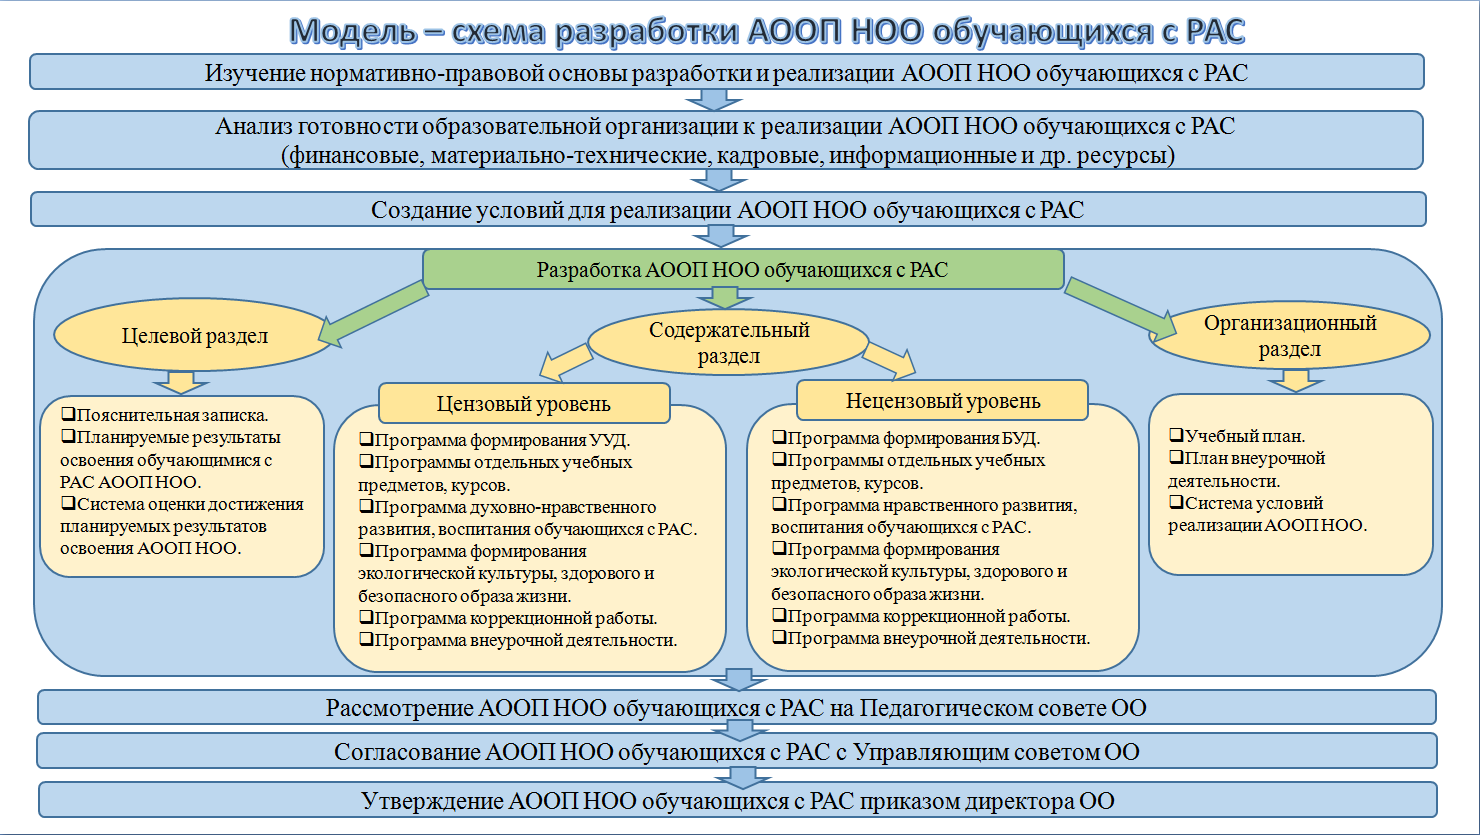 Модель – схема разработки АООП НОО обучающихся с РАС
Изучение нормативно-правовой основы разработки и реализации АООП НОО обучающихся с РАС
Анализ готовности образовательной организации к реализации АООП НОО обучающихся с РАС
(финансовые, материально-технические, кадровые, информационные и др. ресурсы)
Создание условий для реализации АООП НОО обучающихся с РАС
Разработка АООП НОО обучающихся с РАС
Целевой раздел
❑Пояснительная записка.
❑Планируемые результаты
освоения обучающимися с
РАС АООП НОО.
❑Система оценки достижения
планируемых результатов
освоения АООП НОО.
Содержательный
раздел
Цензовый уровень
❑Программа формирования УУД.
❑Программы отдельных учебных
предметов, курсов.
❑Программа духовно-нравственного
развития, воспитания обучающихся с РАС.
❑Программа формирования
экологической культуры, здорового и
безопасного образа жизни.
❑Программа коррекционной работы.
❑Программа внеурочной деятельности.
Нецензовый уровень
❑Программа формирования БУД.
❑Программы отдельных учебных
предметов, курсов.
❑Программа нравственного развития,
воспитания обучающихся с РАС.
❑Программа формирования
экологической культуры, здорового и
безопасного образа жизни.
❑Программа коррекционной работы.
❑Программа внеурочной деятельности.
Организационный
раздел
❑Учебный план.
❑План внеурочной
деятельности.
❑Система условий
реализации АООП НОО.
Рассмотрение АООП НОО обучающихся с РАС на Педагогическом совете ОО
Согласование АООП НОО обучающихся с РАС с Управляющим советом ОО
Утверждение АООП НОО обучающихся с РАС приказом директора ОО